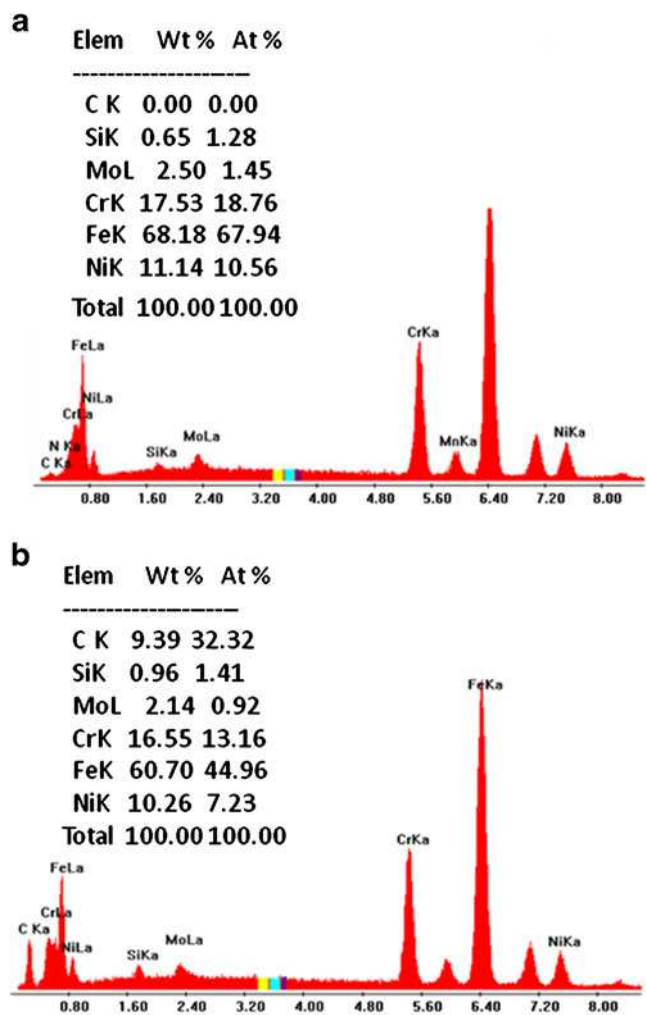 a
Elem Wt % At %
---------------------
C K 0.00 0.00
SiK 0.65 1.28
MoL 2.50 1.45
CrK 17.53 18.76
FeK 68.18 67.94
NiK 11.14 10.56
Total 100.00 100.00
FeLa
CrKa
NiLa
CrLa
MoLa
NiKa
N Ka
MnKa
SiKa
C Ka
0.80 1.60 2.40 3.20 4.00 4.80 5.60 6.40 7.20 8.00
b
Elem Wt % At %
---------------------
C K 9.39 32.32
SiK 0.96 1.41
MoL 2.14 0.92
CrK 16.55 13.16
FeK 60.70 44.96
NiK 10.26 7.23
Total 100.00 100.00
FeKa
CrKa
FeLa
CrLa
C Ka
MoLa
NiKa
NiLa
SiKa
0.80 1.60 2.40 3.20 4.00 4.80 5.60 6.40 7.20 8.00